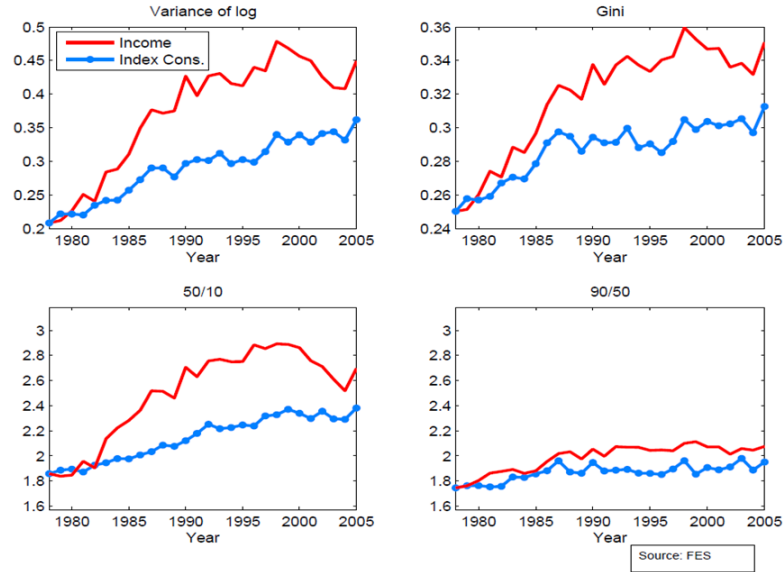 Variance of log
0.5
0.45
0.4
0.35
0.3
0.25
0.2
Income
Index Cons.
1980 1985 1990 1995 2000 2005
Year
Gini
0.36
0.34
0.32
0.3
0.28
0.26
0.24
1980 1985 1990 1995 2000 2005
Year
50/10
3
2.8
2.6
2.4
2.2
2
1.8
1.6
1980 1985 1990 1995 2000 2005
Year
90/50
3
2.8
2.6
2.4
2.2
2
1.8
1.6
1980 1985 1990 1995 2000 2005
Year
Source: FES